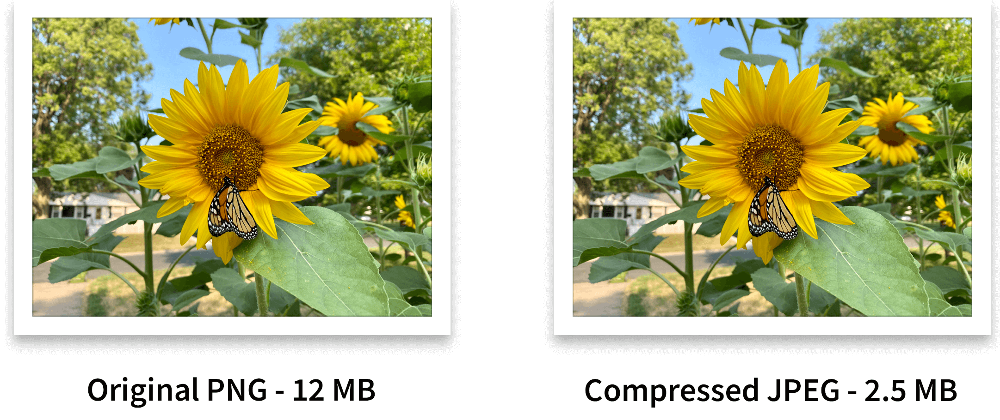 Original PNG - 12 MB
Compressed JPEG - 2.5 MB